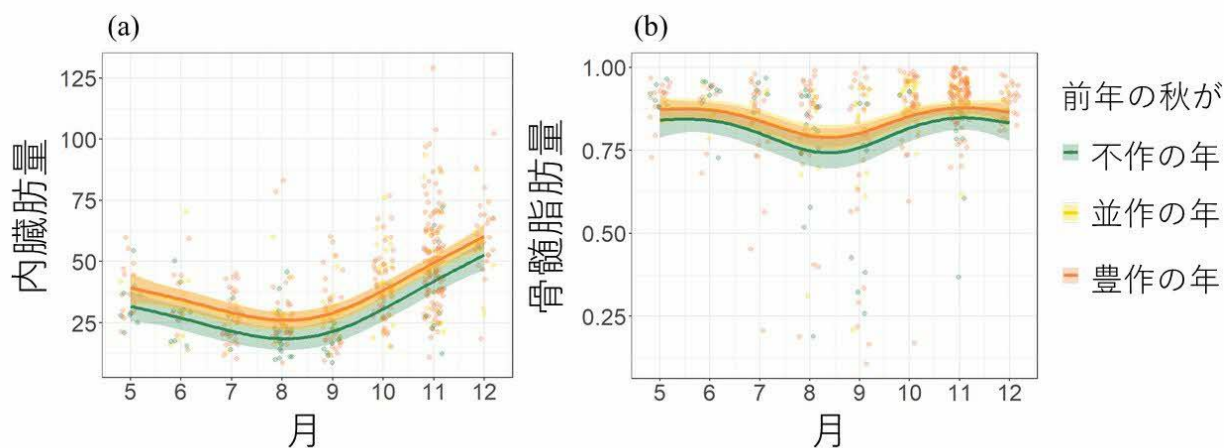 (a)
125
100
75
50
25
内臓肪量
5 6 7 8 9 10 11 12
月
(b)
1.00
0.75
0.50
0.25
骨髄脂肪量
5 6 7 8 9 10 11 12
月
前年の秋が
不作の年
並作の年
豊作の年